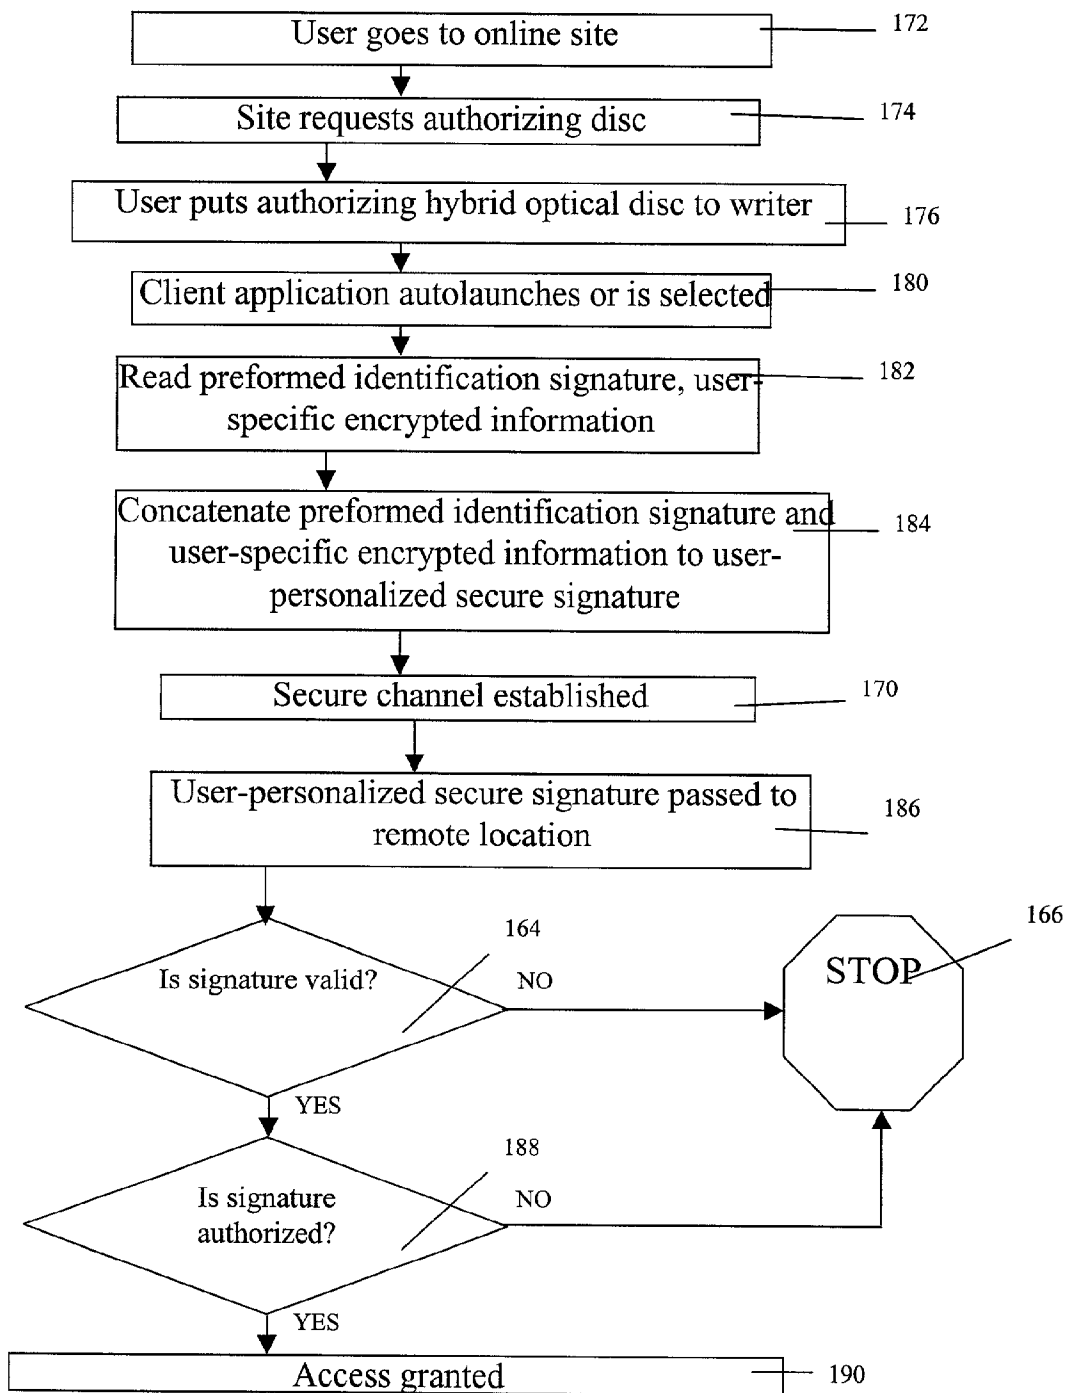 User goes to online site
172
Site requests authorizing disc
174
User puts authorizing hybrid optical disc to writer
176
Client application autolaunches or is selected
180
Read preformed identification signature, user-
specific encrypted information
182
Concatenate preformed identification signature and
user-specific encrypted information to user-
personalized secure signature
184
Secure channel established
170
User-personalized secure signature passed to
remote location
186
Is signature valid?
164
NO
STOP
166
YES
Is signature
authorized?
188
NO
YES
Access granted
190